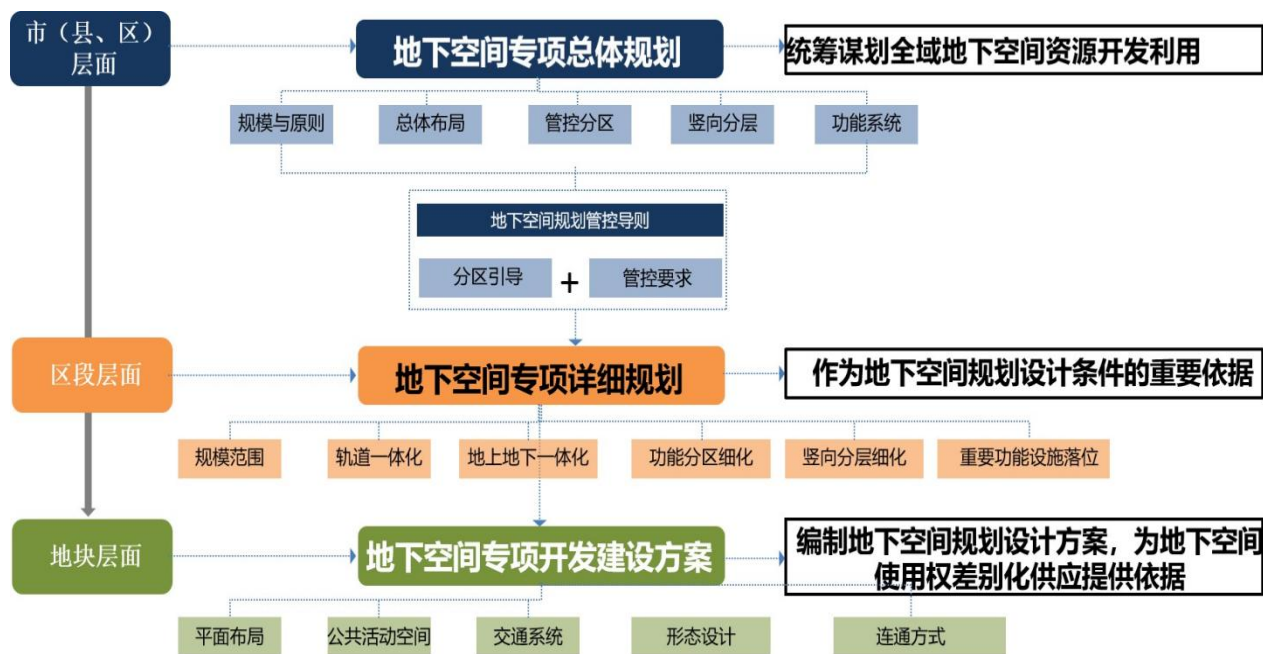 市（县、区）
层面
地下空间专项总体规划
统筹谋划全域地下空间资源开发利用
规模与原则
总体布局
管控分区
竖向分层
功能系统
地下空间规划管控导则
分区引导
+
管控要求
区段层面
地下空间专项详细规划
作为地下空间规划设计条件的重要依据
规模范围
轨道一体化
地上地下一体化
功能分区细化
竖向分层细化
重要功能设施落位
地块层面
地下空间专项开发建设方案
编制地下空间规划设计方案，为地下空间
使用权差别化供应提供依据
平面布局
公共活动空间
交通系统
形态设计
连通方式